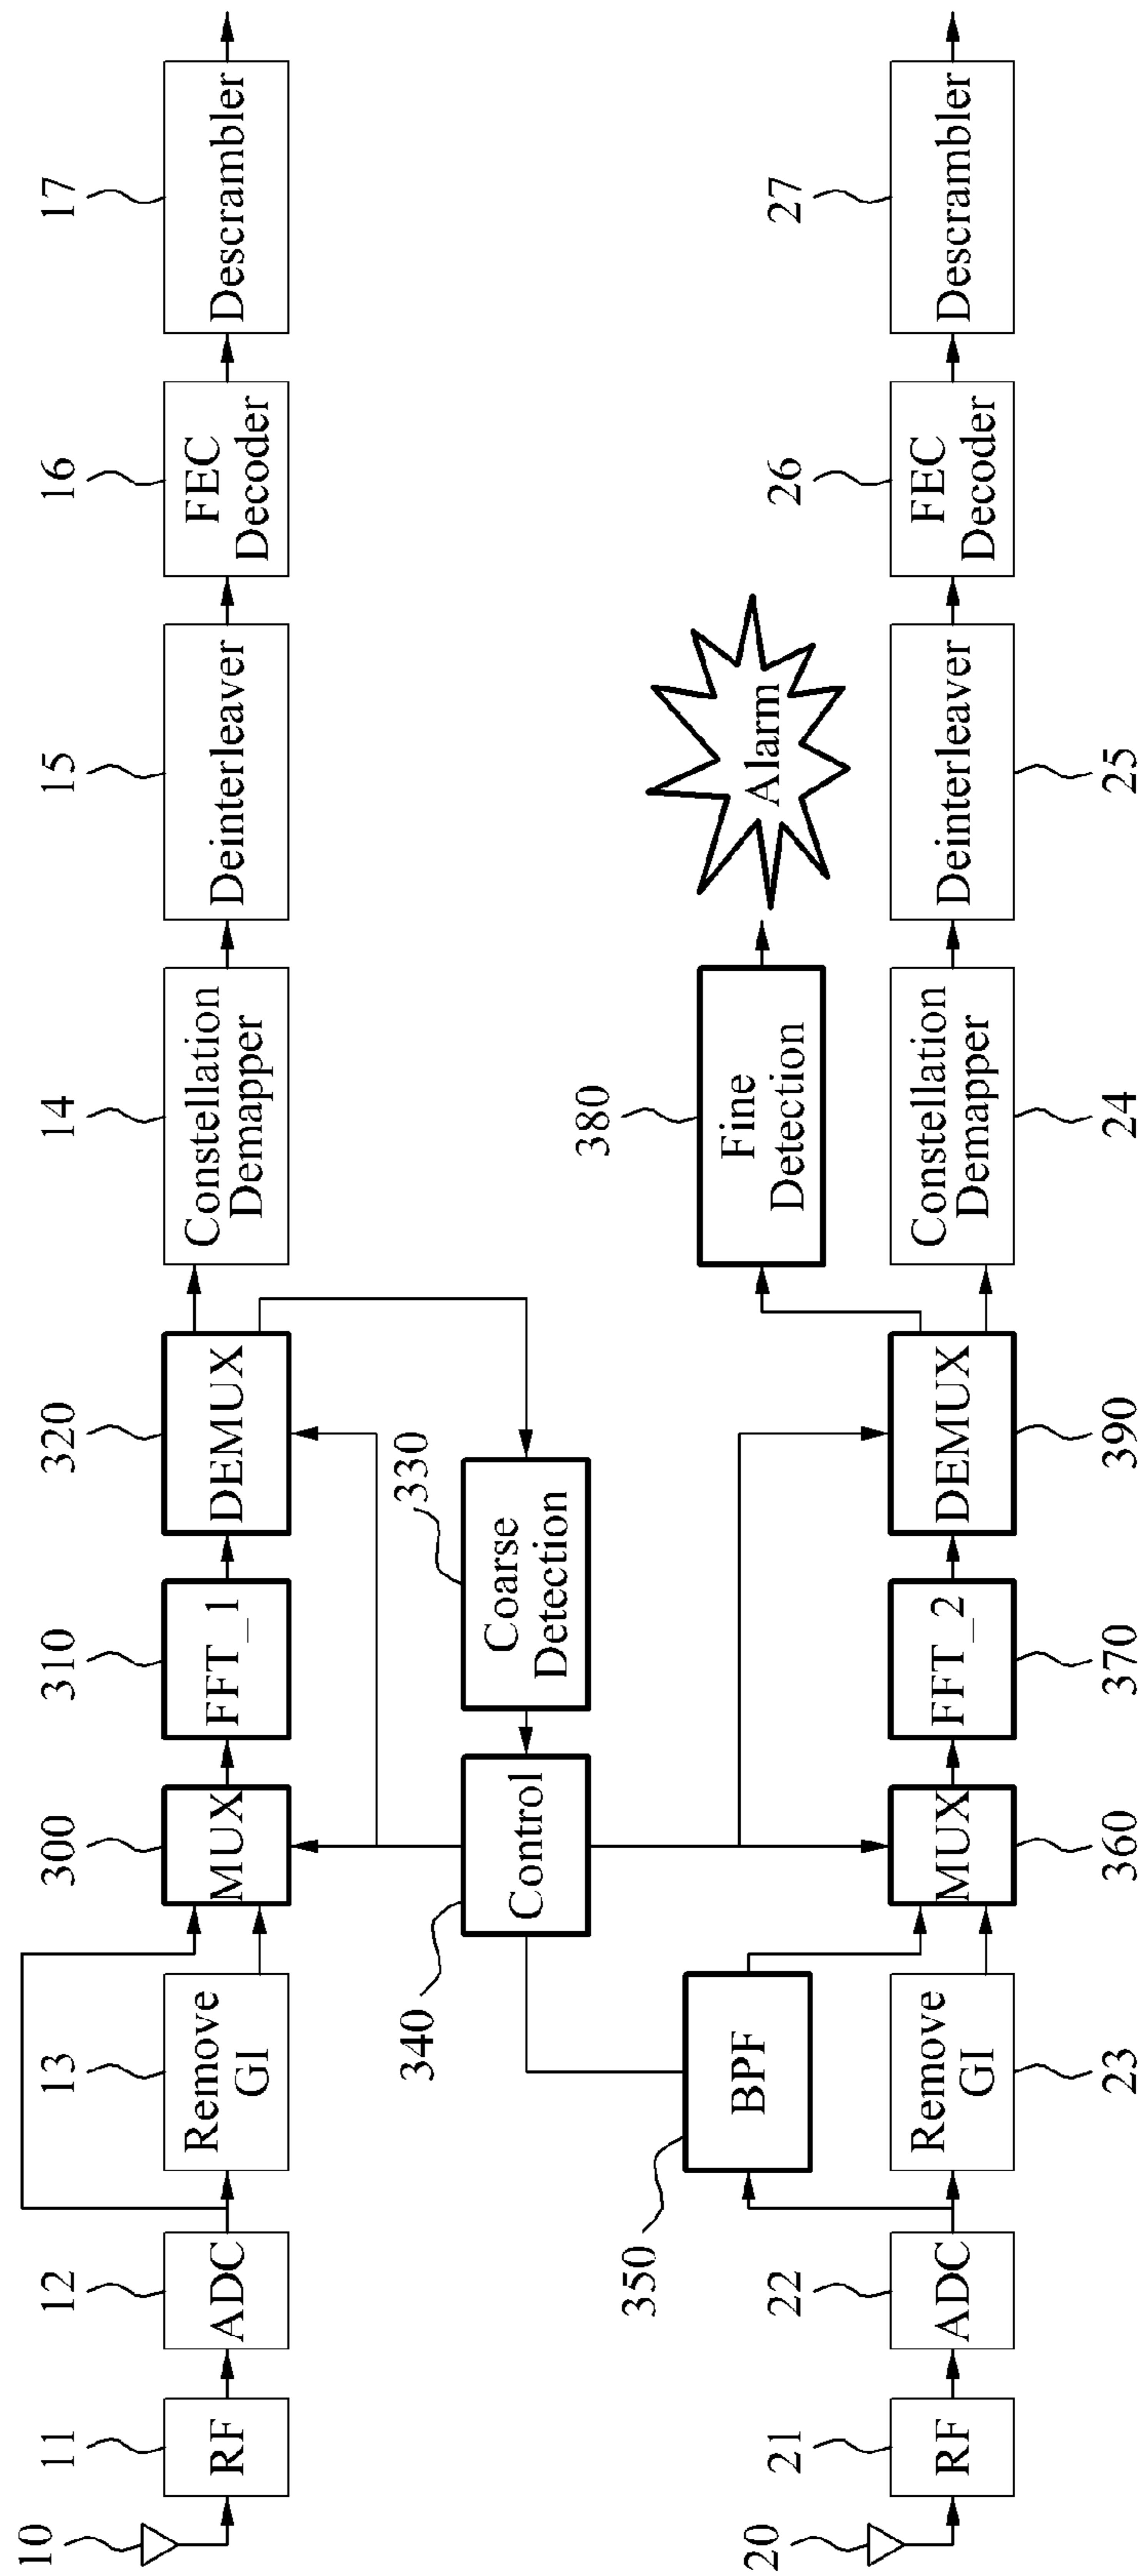 10
11
RF
12
ADC
13
Remove
GI
300
MUX
310
FFT_1
320
DEMUX
14
Constellation
Demapper
15
Deinterleaver
16
FEC
Decoder
17
Descrambler
330
Coarse
Detection
340
Control
350
BPF
380
Fine
Detection
Alarm
20
21
RF
22
ADC
Remove
GI
23
MUX
360
FFT_2
370
DEMUX
390
Constellation
Demapper
24
Deinterleaver
25
26
FEC
Decoder
27
Descrambler